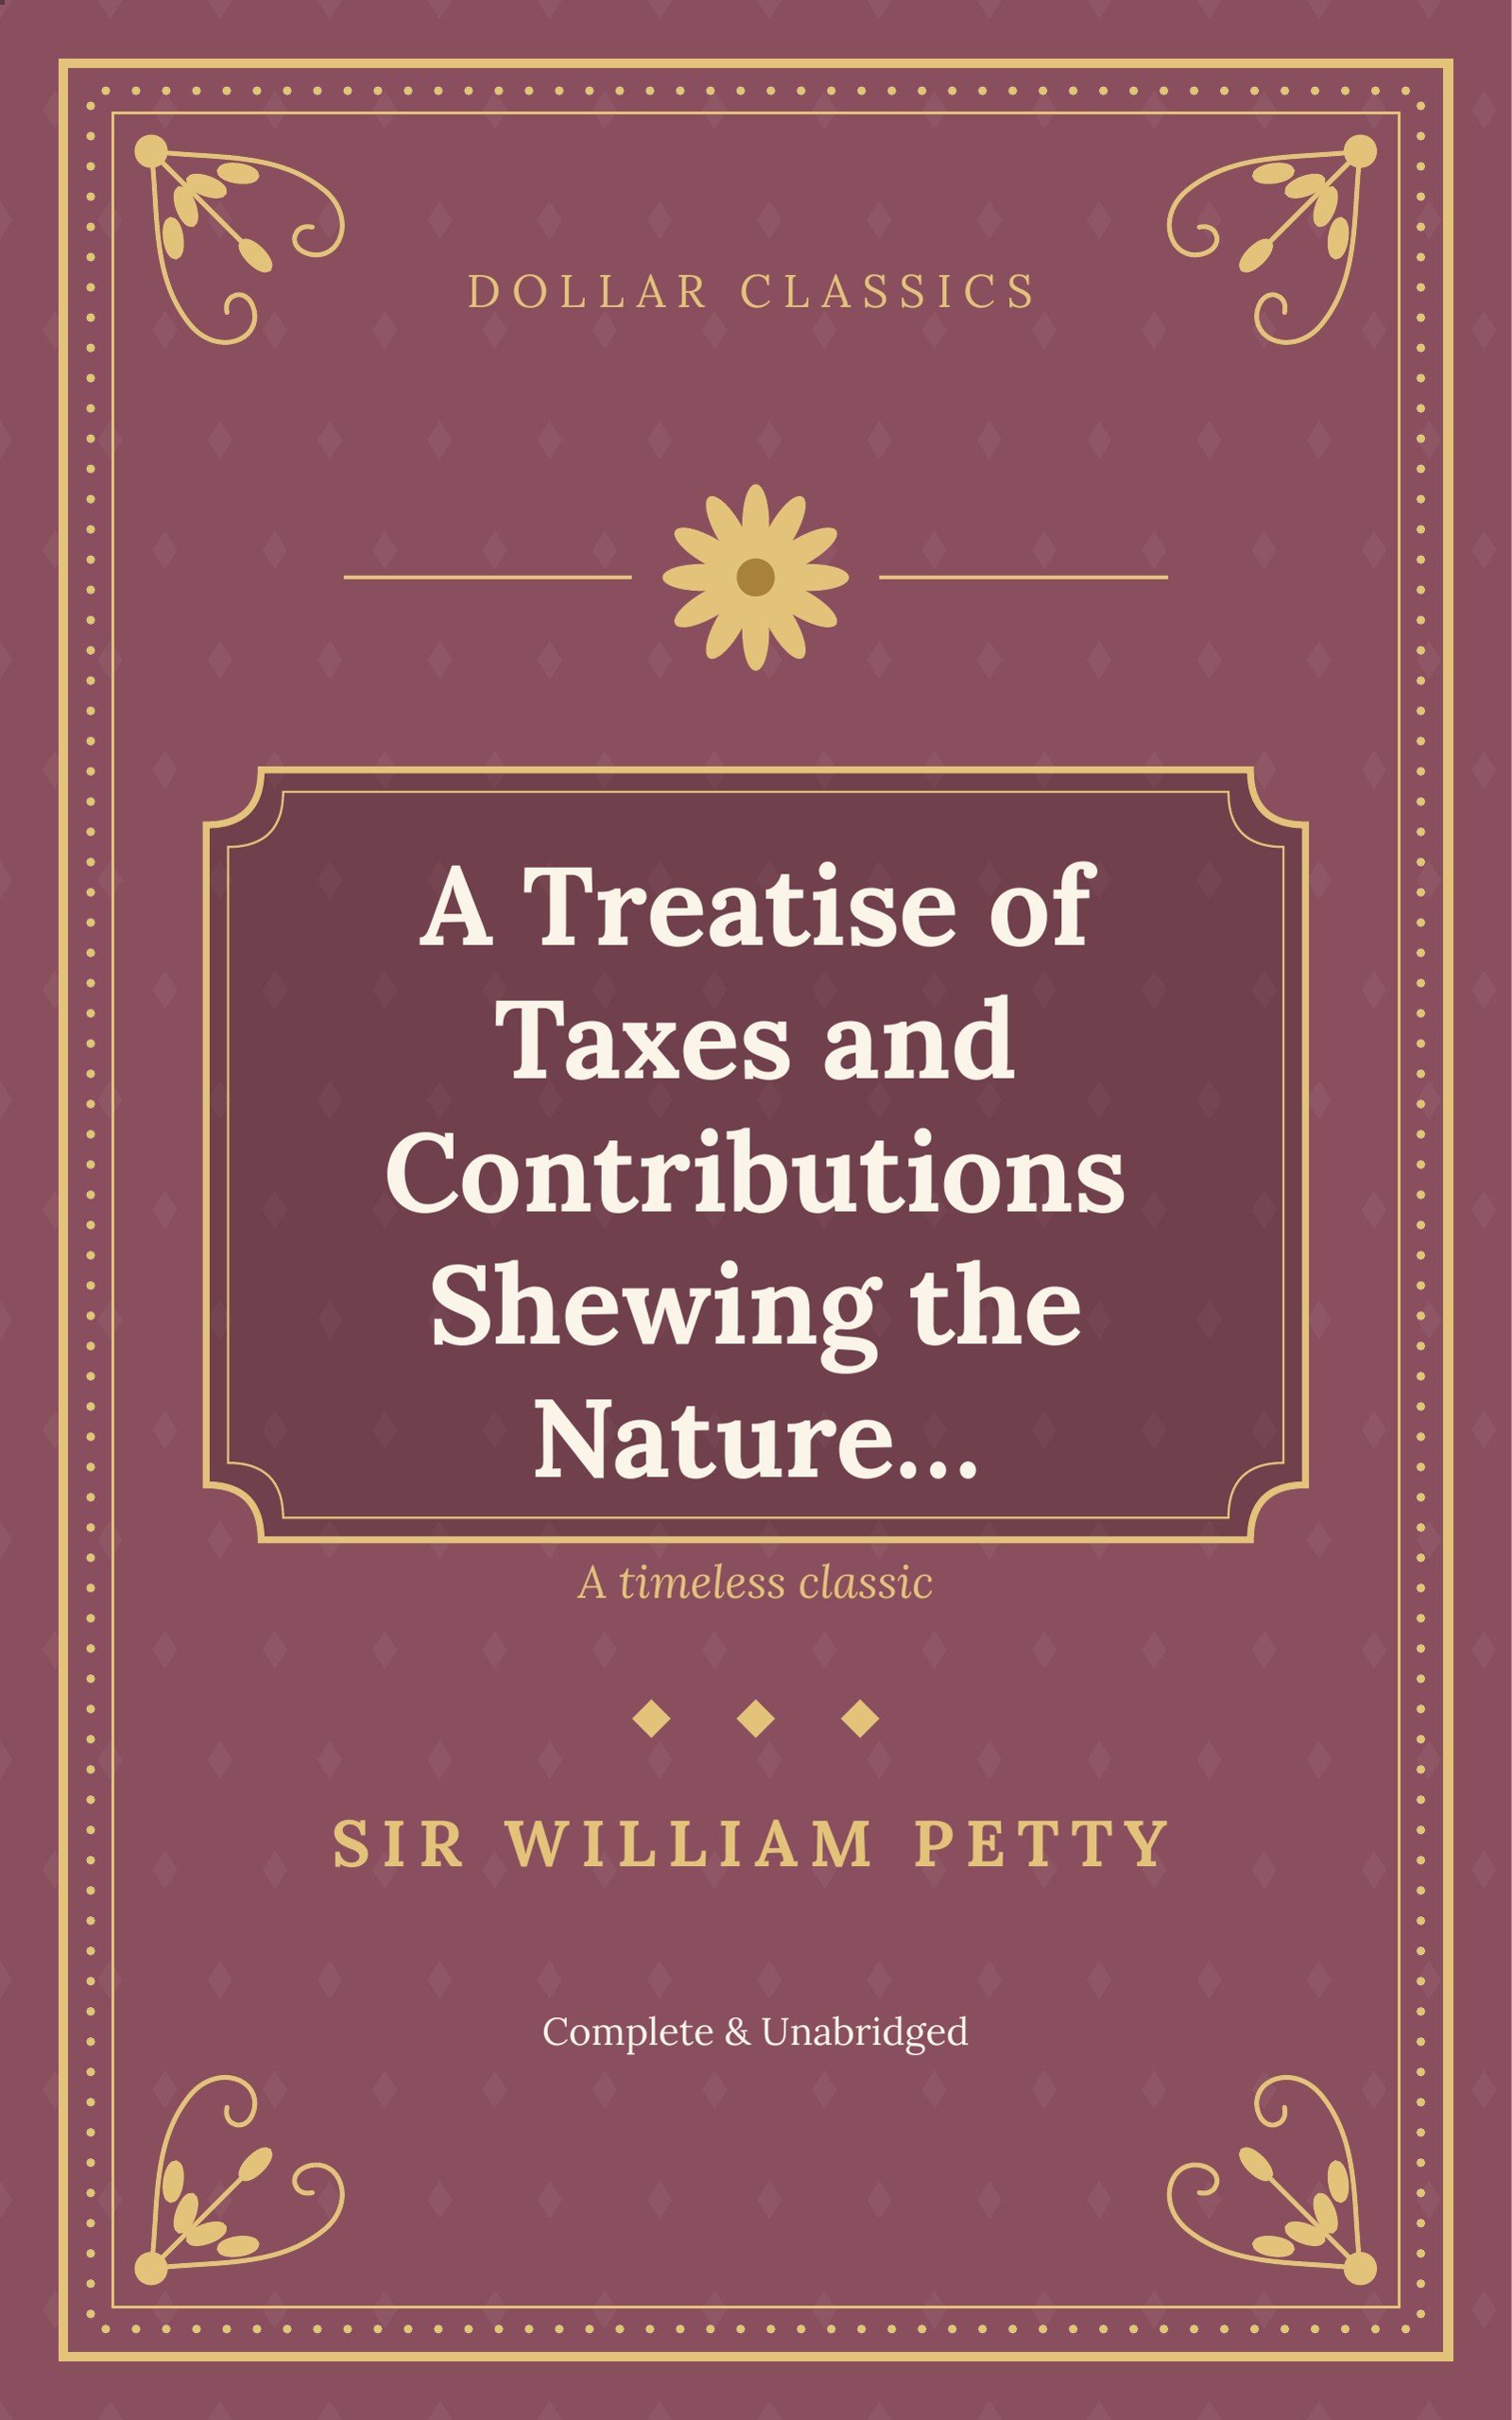 DOLLAR CLASSICS
A Treatise of
Taxes and
Contributions
Shewing the
Nature...
A timeless classic
SIR WILLIAM PETTY
Complete & Unabridged